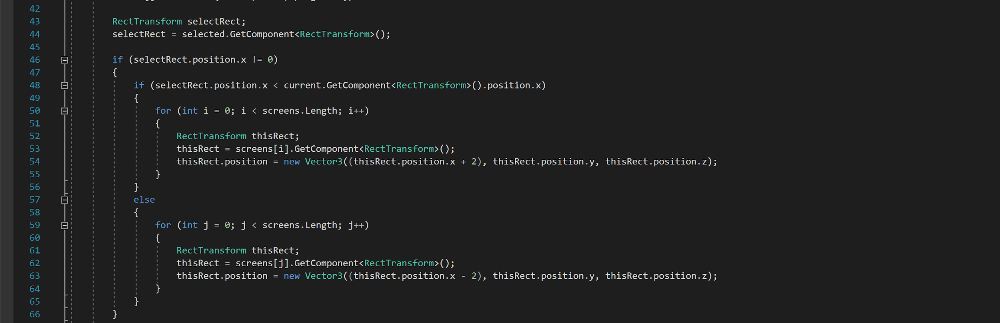 42
43 RectTransform selectRect;
44 selectRect = selected.GetComponent<RectTransform>();
45
46 if (selectRect.position.x != 0)
47 {
48 if (selectRect.position.x < current.GetComponent<RectTransform>().position.x)
49 {
50 for (int i = 0; i < screens.Length; i++)
51 {
52 RectTransform thisRect;
53 thisRect = screens[i].GetComponent<RectTransform>();
54 thisRect.position = new Vector3((thisRect.position.x + 2), thisRect.position.y, thisRect.position.z);
55 }
56 }
57 else
58 {
59 for (int j = 0; j < screens.Length; j++)
60 {
61 RectTransform thisRect;
62 thisRect = screens[j].GetComponent<RectTransform>();
63 thisRect.position = new Vector3((thisRect.position.x - 2), thisRect.position.y, thisRect.position.z);
64 }
65 }
66 }